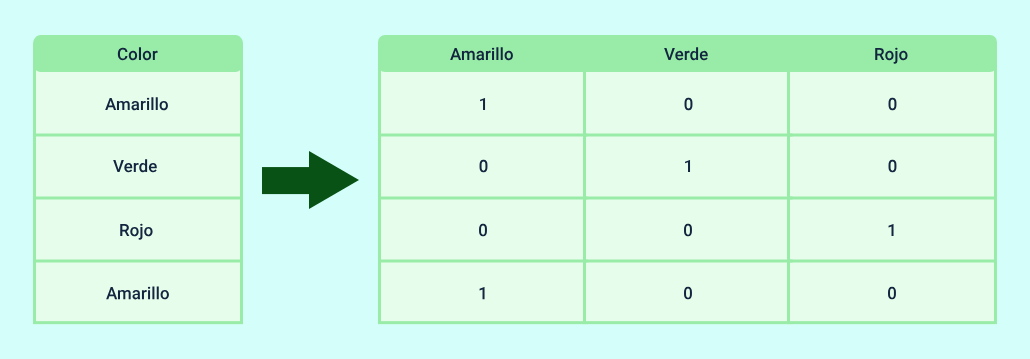 Color
Amarillo
Verde
Rojo
Amarillo
Amarillo Verde Rojo
1 0 0
0 1 0
0 0 1
1 0 0